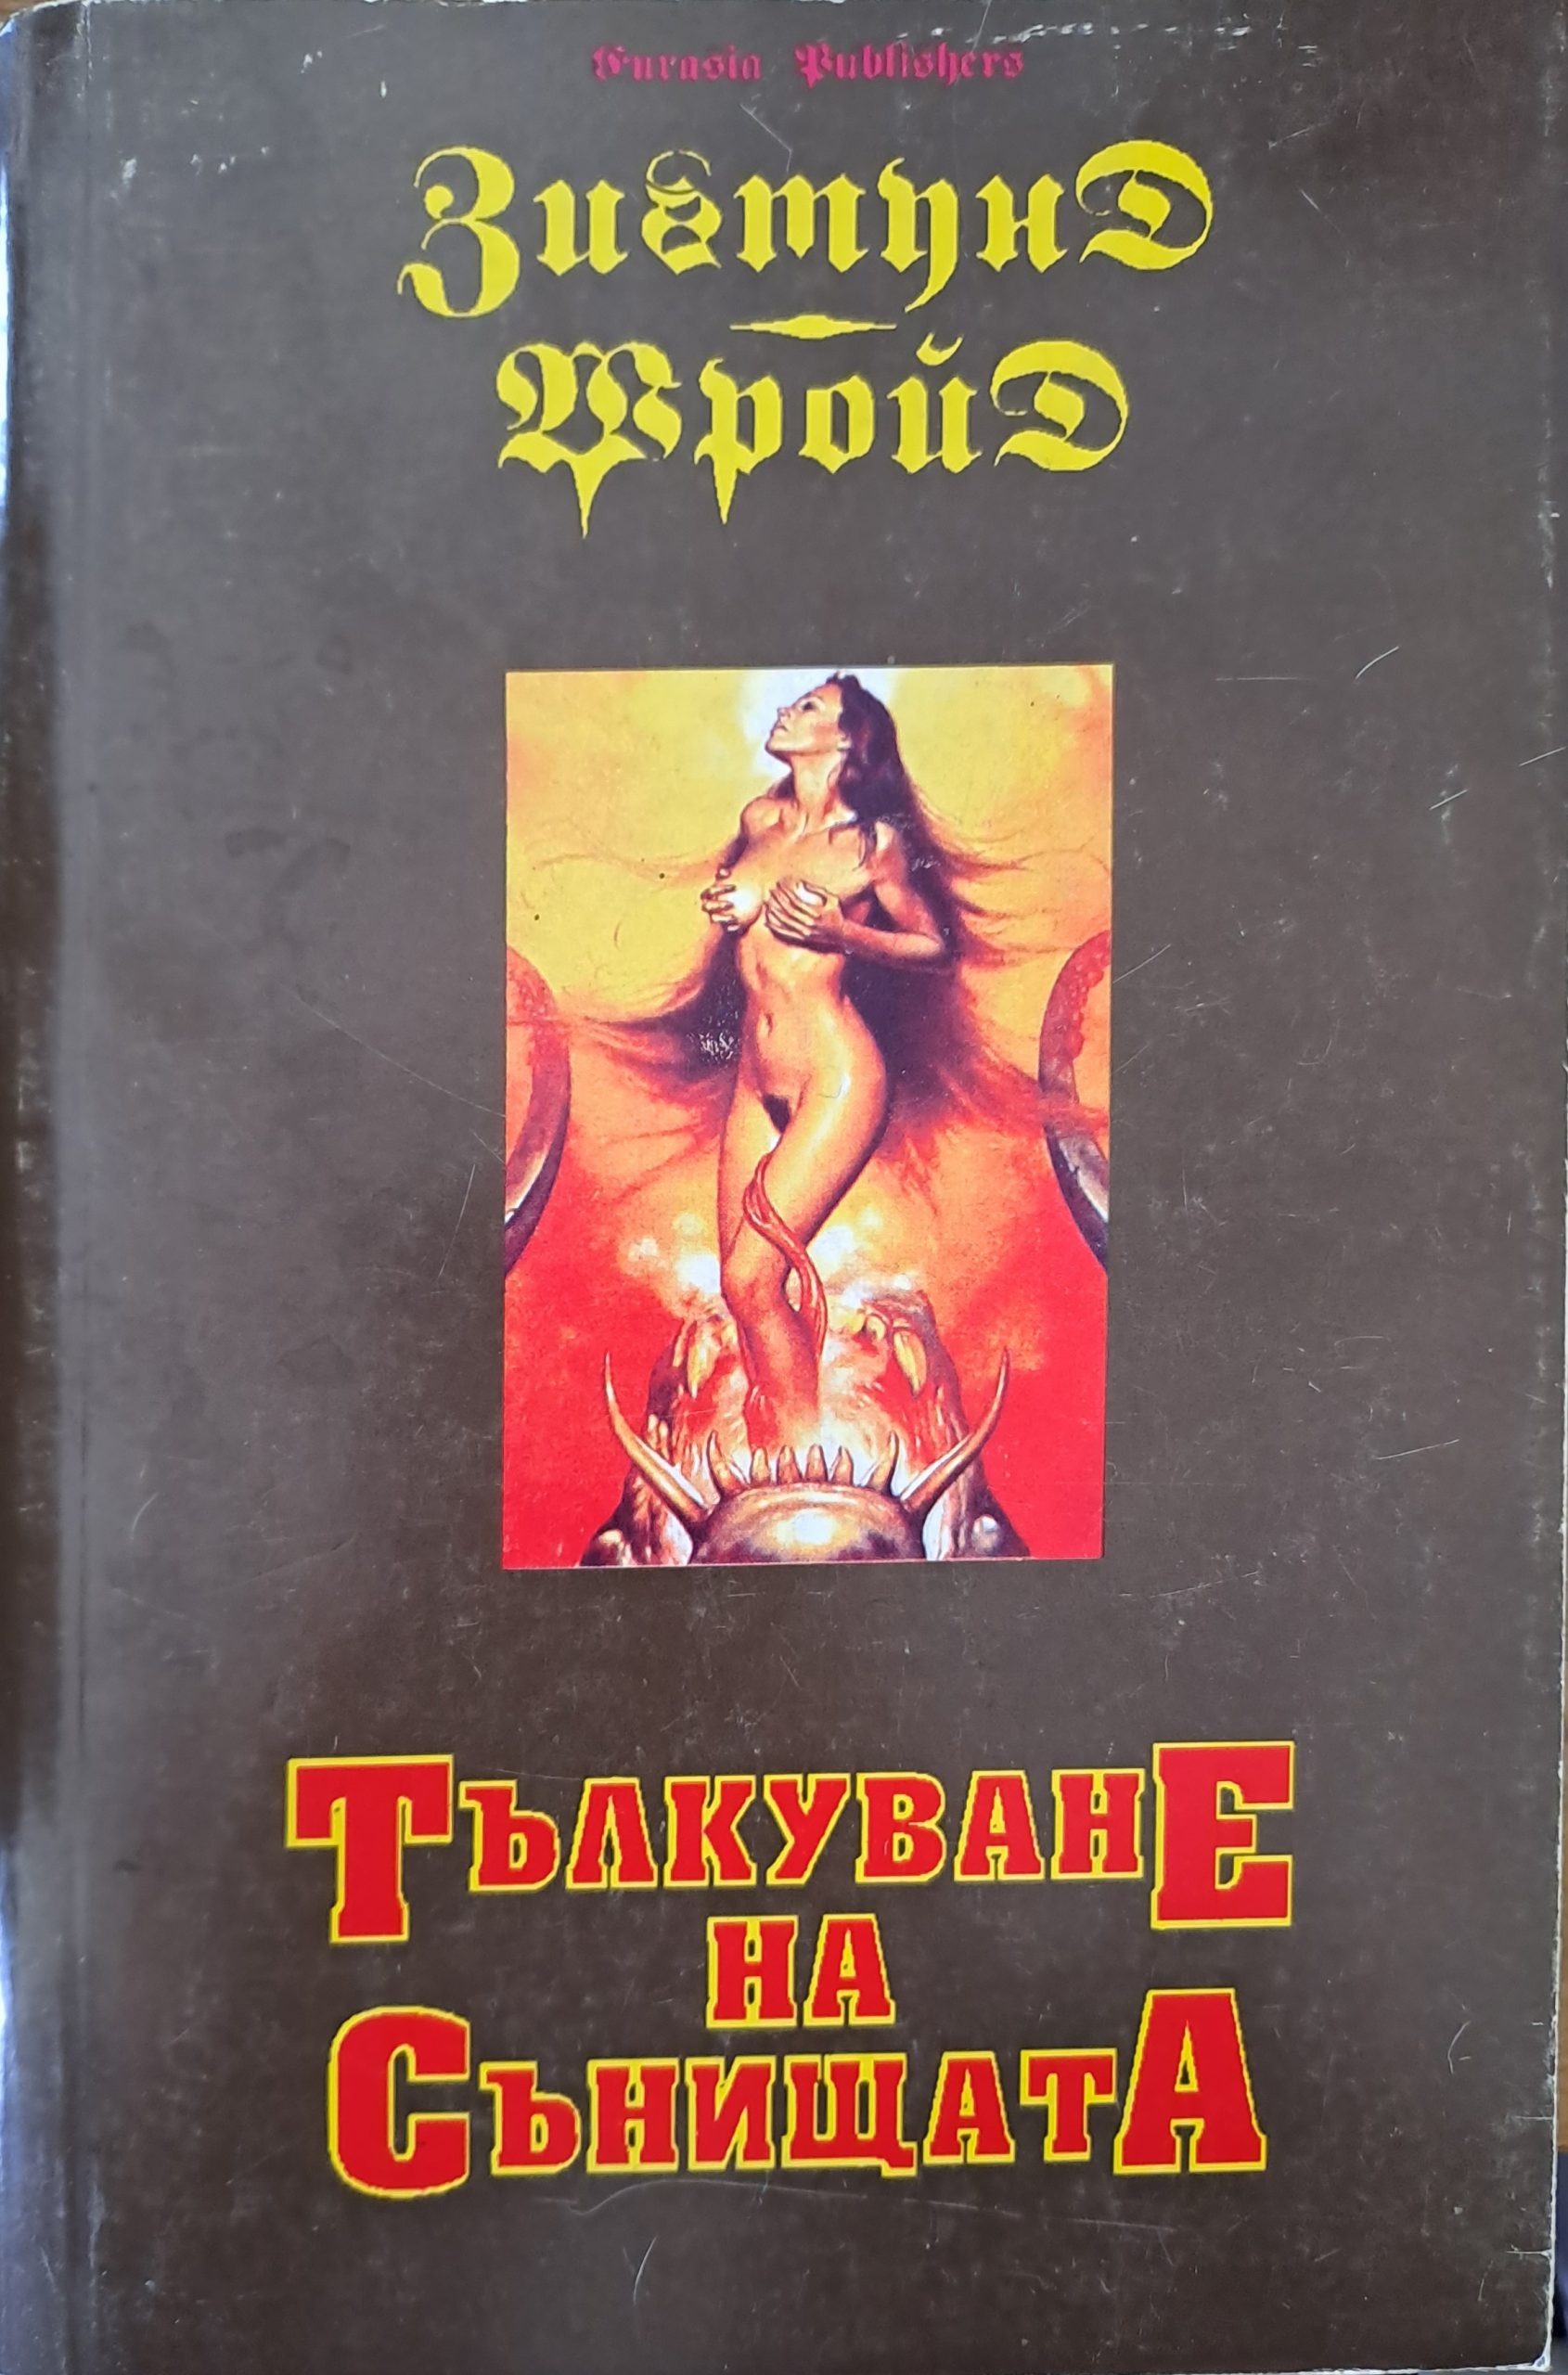 Eurasia Publishers
Зигмунд
Фройд
Тълкуване
на
Сънищата